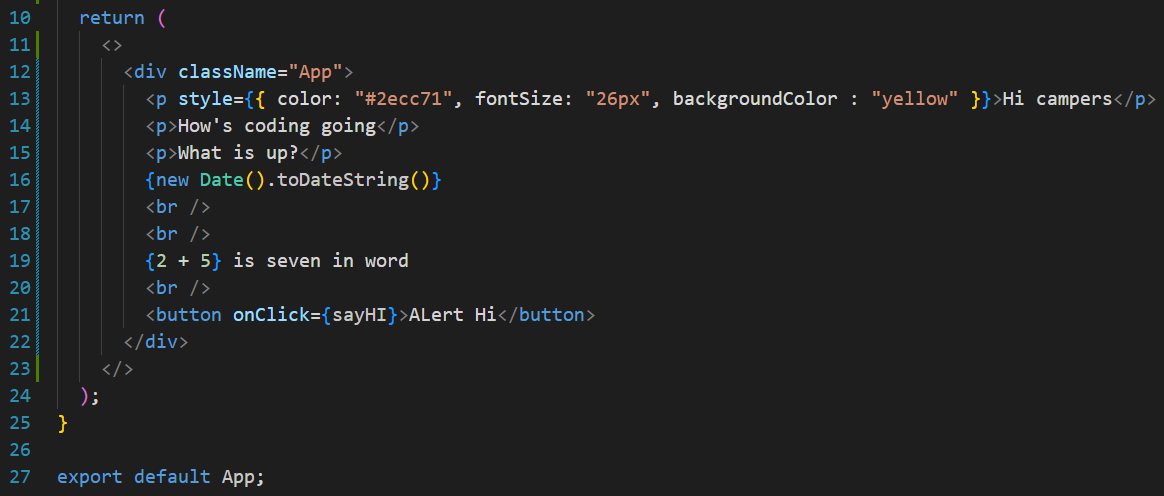 10 return (
11 <>
12 <div className="App">
13 <p style={{ color: "#2ecc71", fontSize: "26px", backgroundColor : "yellow" }}>Hi campers</p>
14 <p>How's coding going</p>
15 <p>What is up?</p>
16 {new Date().toDateString()}
17 <br />
18 <br />
19 {2 + 5} is seven in word
20 <br />
21 <button onClick={sayHI}>ALert Hi</button>
22 </div>
23 </>
24 );
25 }
26
27 export default App;